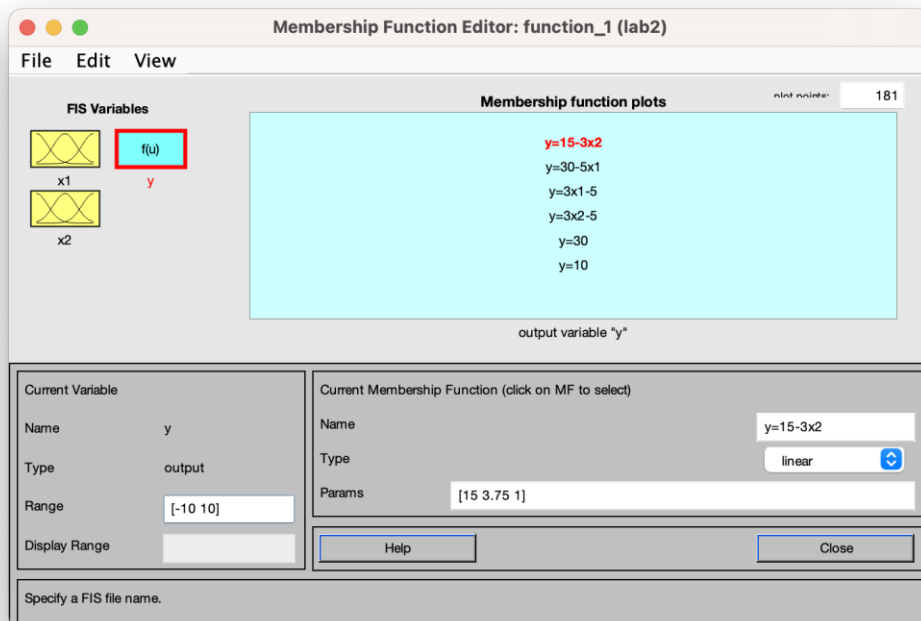 Membership Function Editor: function_1 (lab2)
File Edit View
FIS Variables
f(u)
x1
y
x2
plot points: 181
Membership function plots
y=15-3x2
y=30-5x1
y=3x1-5
y=3x2-5
y=30
y=10
output variable "y"
Current Variable
Name y
Type output
Range [-10 10]
Display Range
Current Membership Function (click on MF to select)
Name y=15-3x2
Type linear
Params [15 3.75 1]
Help Close
Specify a FIS file name.